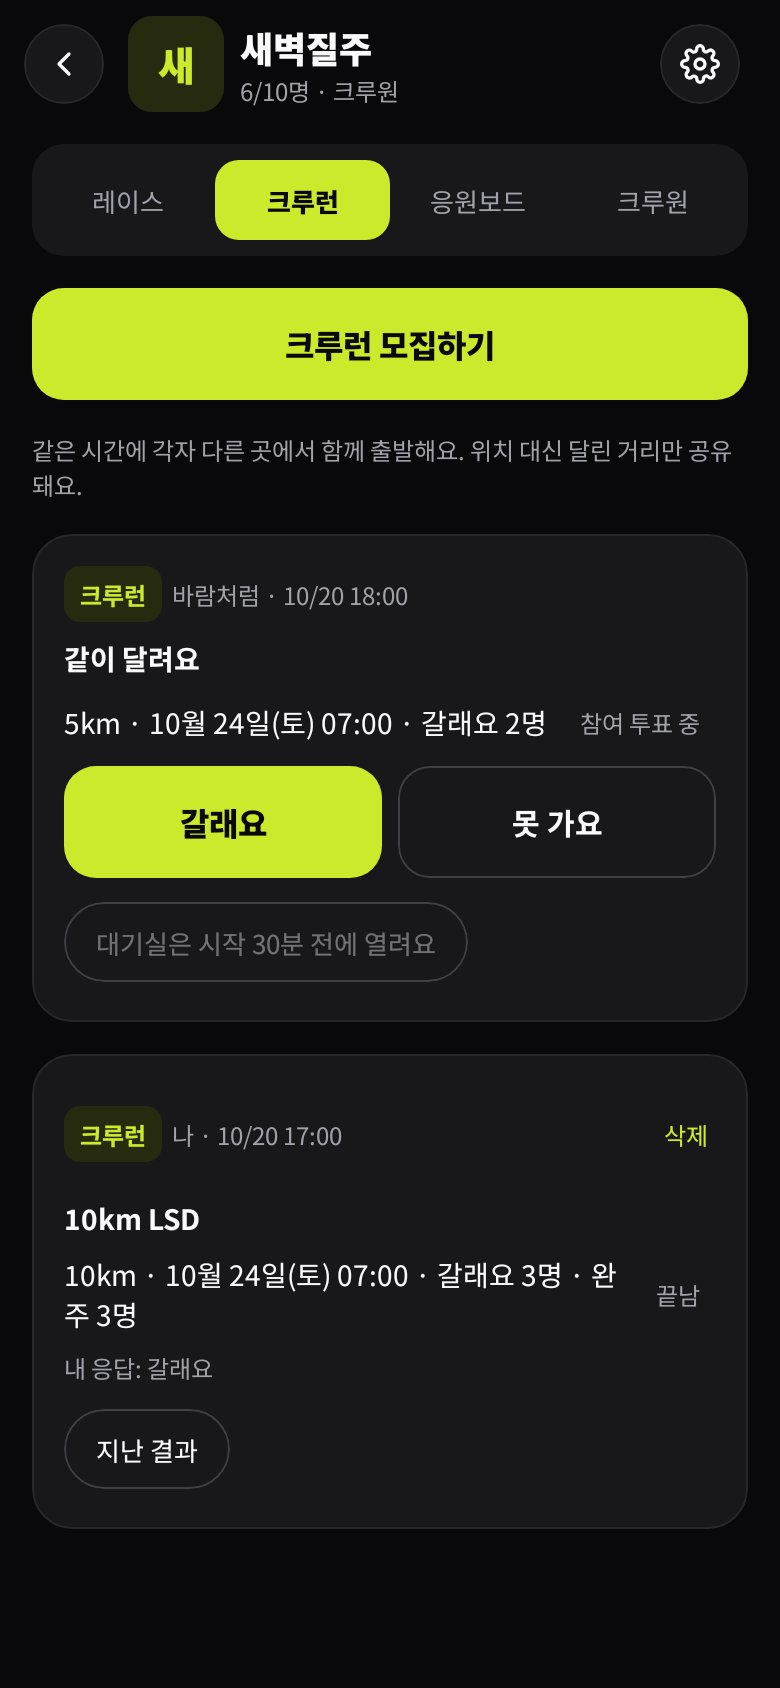 새
새벽질주
6/10명 · 크루원
레이스
크루런
응원보드
크루원
크루런 모집하기
같은 시간에 각자 다른 곳에서 함께 출발해요. 위치 대신 달린 거리만 공유
돼요.
크루런 바람처럼 · 10/20 18:00
같이 달려요
5km · 10월 24일(토) 07:00 · 갈래요 2명 참여 투표 중
갈래요
못 가요
대기실은 시작 30분 전에 열려요
크루런 나 · 10/20 17:00 삭제
10km LSD
10km · 10월 24일(토) 07:00 · 갈래요 3명 · 완
주 3명
끝남
내 응답: 갈래요
지난 결과